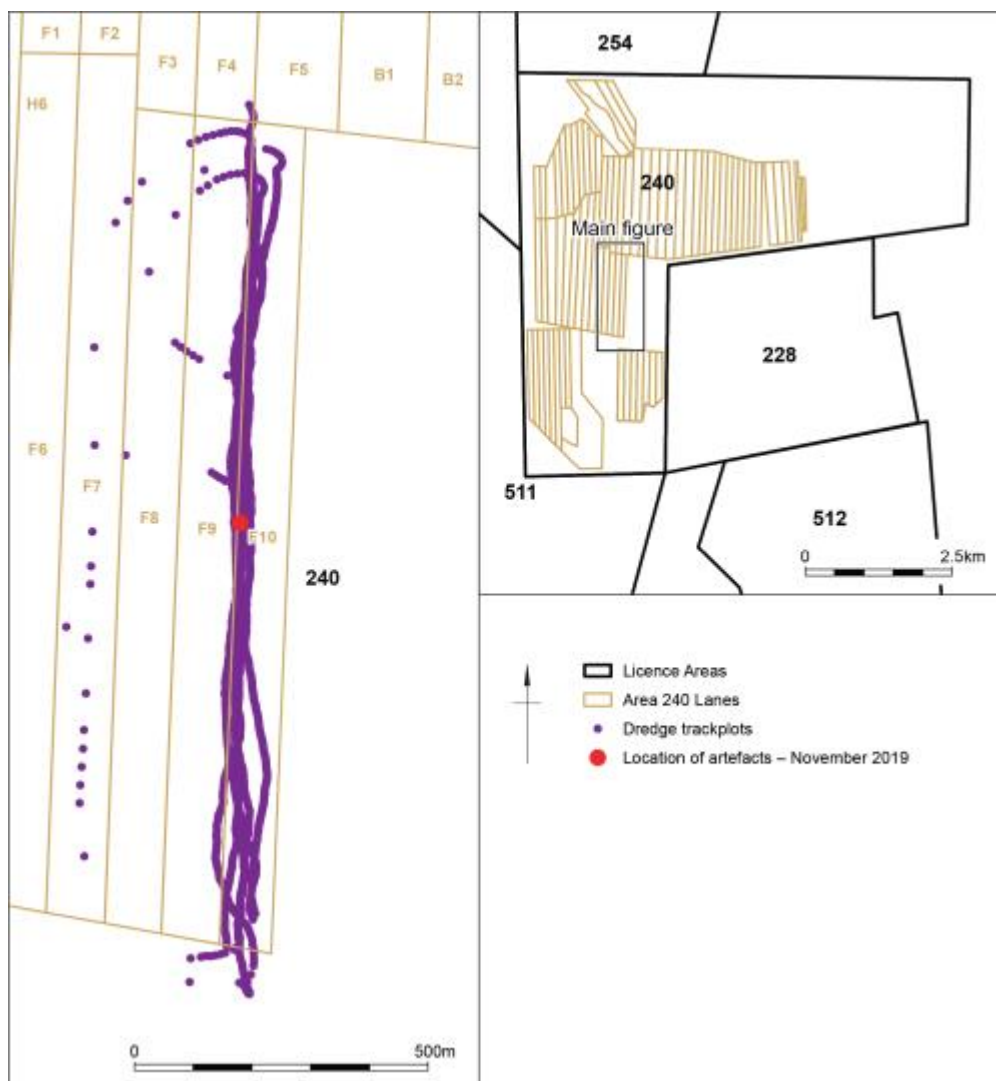 F1
F2
F3
F4
F5
B1
B2
H6
F6
F7
F8
F9
F10
240
0
500m
254
240
Main figure
228
511
512
0
2.5km
Licence Areas
Area 240 Lanes
Dredge trackplots
Location of artefacts – November 2019